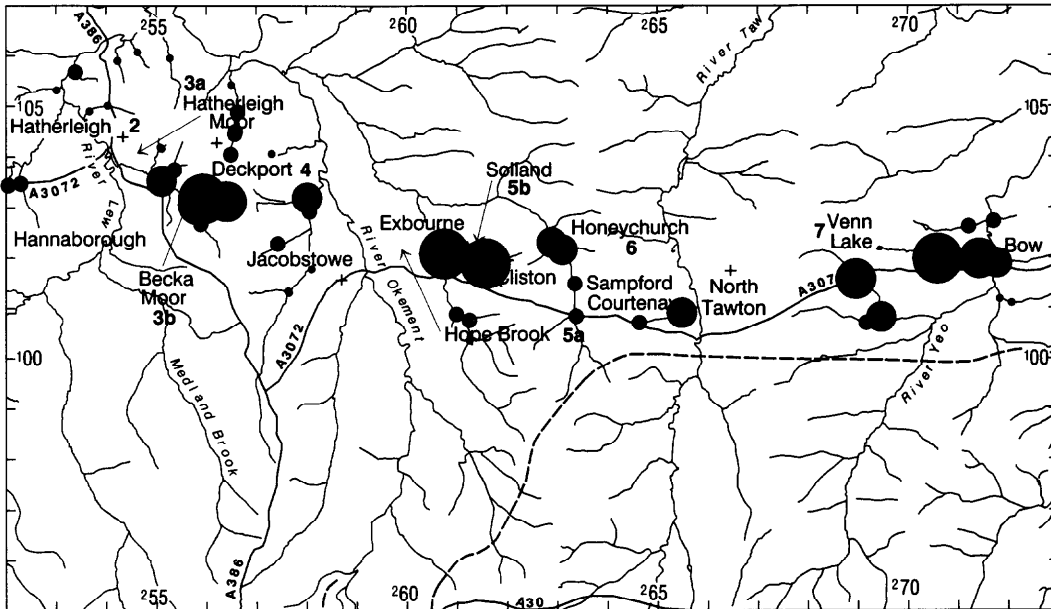 255
260
265
270
A386
River Taw
3a
105
Hatherleigh
2
Hatherleigh
Moor
105
River Lew
A3072
Deckport 4
Solland
5b
Hannaborough
Exbourne
Honeychurch
6
7
Venn
Lake
Bow
Jacobstowe
River Okement
Cliston
Becka
Moor
3b
Sampford
Courtenay
North
Tawton
A307
Hope Brook
5a
100
A3072
100
Medland Brook
River Yeo
A386
255
260
A30
265
270